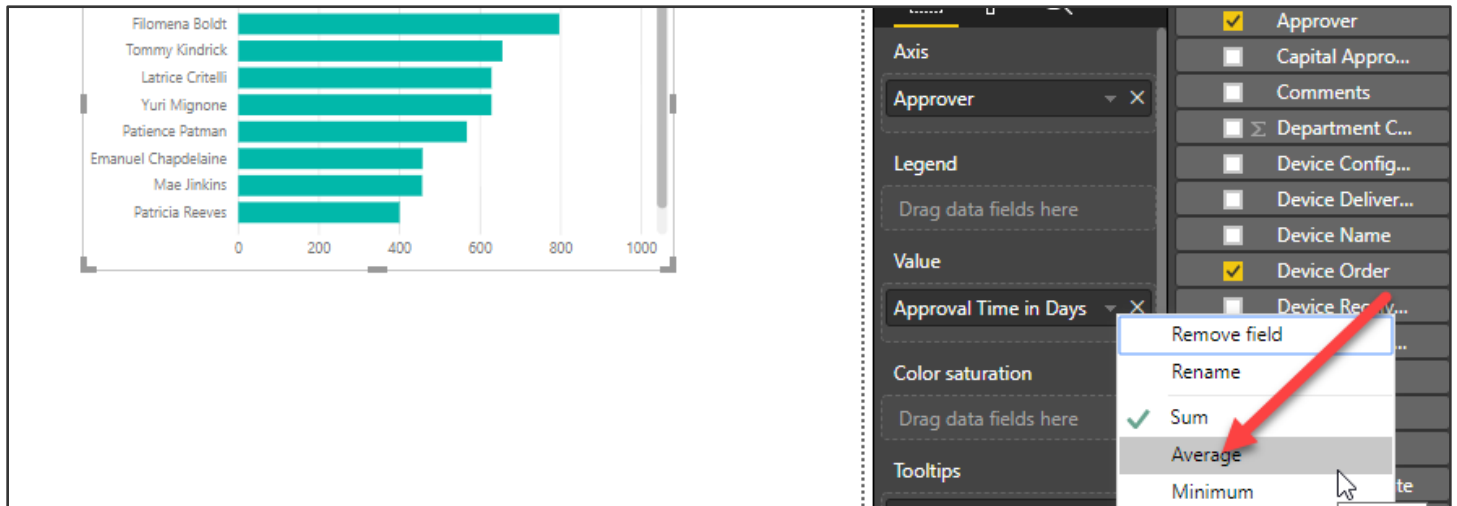 Filomena Boldt
Tommy Kindrick
Latrice Critelli
Yuri Mignone
Patience Patman
Emanuel Chapdelaine
Mae Jinkins
Patricia Reeves
0 200 400 600 800 1000
Axis
Approver
Legend
Drag data fields here
Value
Approval Time in Days
Color saturation
Drag data fields here
Tooltips
Approver
Capital Appro...
Comments
Department C...
Device Config...
Device Deliver...
Device Name
Device Order
Device
...
Remove field
Rename
Sum
Average
Minimum
te